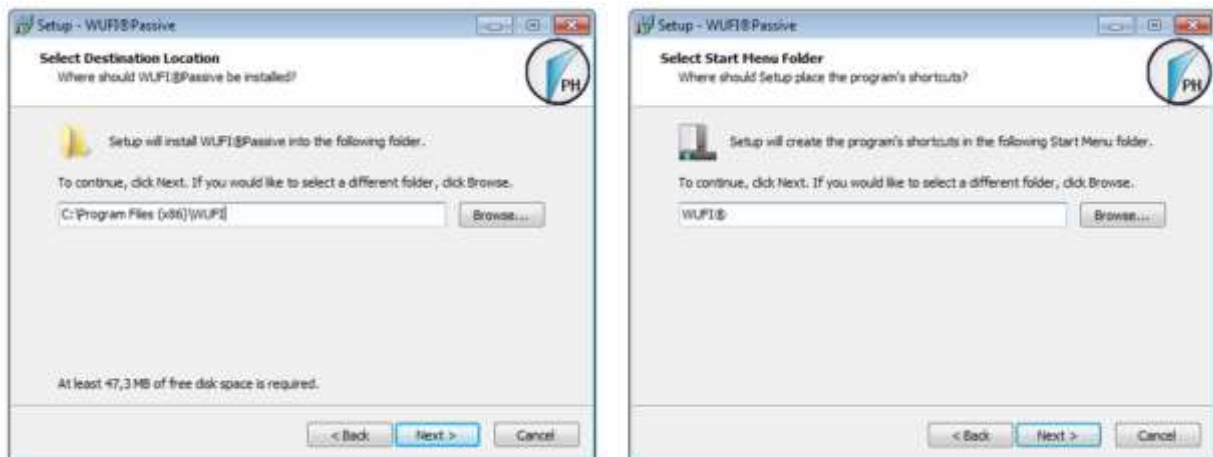 Setup - WUFI®Passive
Select Destination Location
Where should WUFI®Passive be installed?
PH
Setup will install WUFI®Passive into the following folder.
To continue, click Next. If you would like to select a different folder, click Browse.
C:\Program Files (x86)\WUFI
Browse...
At least 47,3 MB of free disk space is required.
< Back
Next >
Cancel
Setup - WUFI®Passive
Select Start Menu Folder
Where should Setup place the program's shortcuts?
PH
Setup will create the program's shortcuts in the following Start Menu folder.
To continue, click Next. If you would like to select a different folder, click Browse.
WUFI®
Browse...
< Back
Next >
Cancel